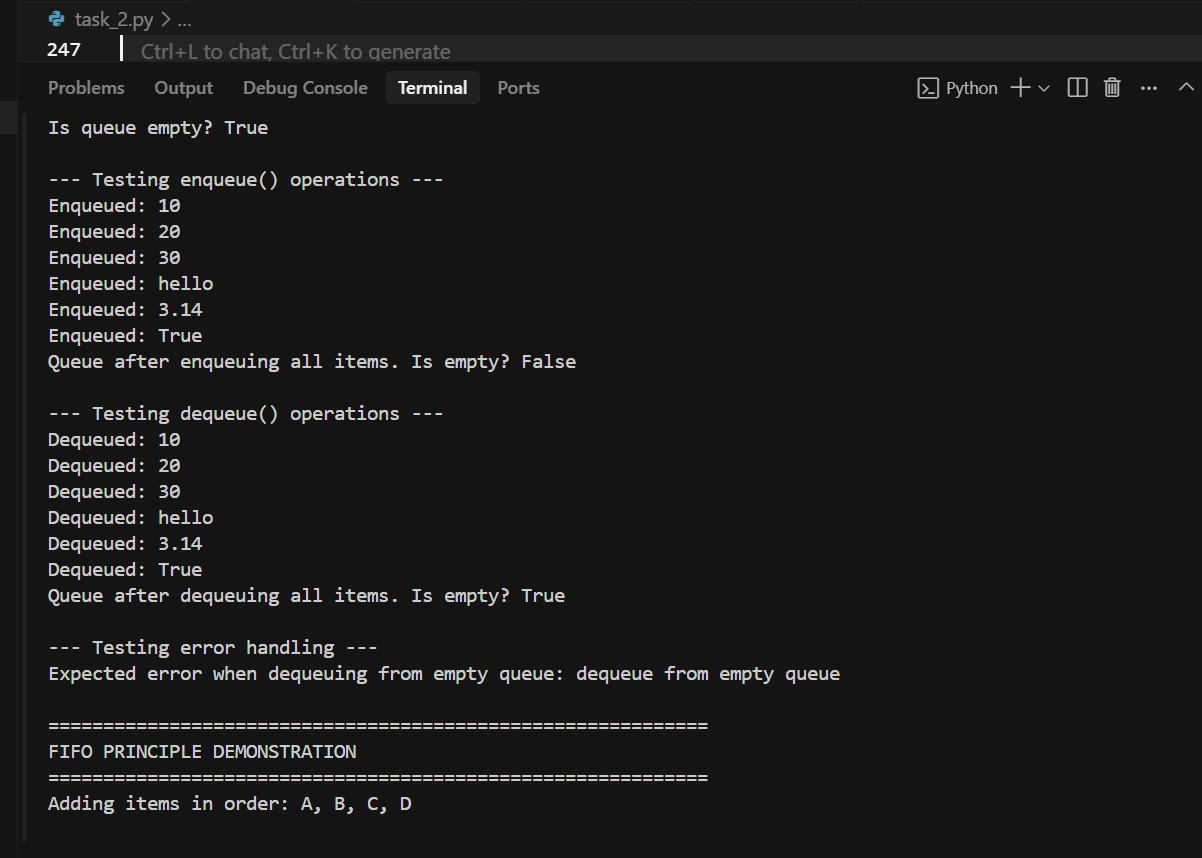 task_2.py > ...
247 Ctrl+L to chat, Ctrl+K to generate
Problems Output Debug Console Terminal Ports Python
Is queue empty? True
--- Testing enqueue() operations ---
Enqueued: 10
Enqueued: 20
Enqueued: 30
Enqueued: hello
Enqueued: 3.14
Enqueued: True
Queue after enqueuing all items. Is empty? False
--- Testing dequeue() operations ---
Dequeued: 10
Dequeued: 20
Dequeued: 30
Dequeued: hello
Dequeued: 3.14
Dequeued: True
Queue after dequeuing all items. Is empty? True
--- Testing error handling ---
Expected error when dequeuing from empty queue: dequeue from empty queue
============================================================
FIFO PRINCIPLE DEMONSTRATION
============================================================
Adding items in order: A, B, C, D